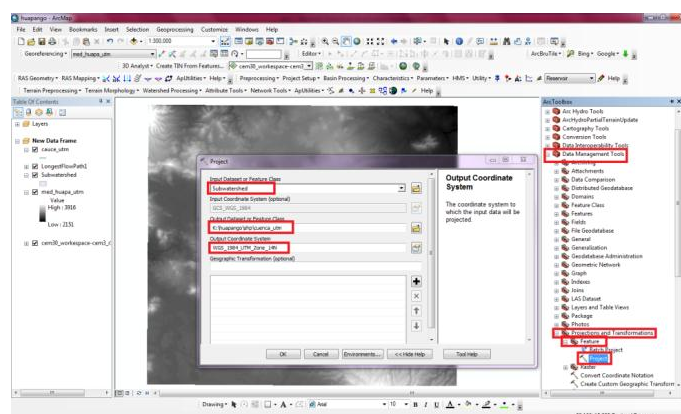 huapango - ArcMap
File Edit View Bookmarks Insert Selection Geoprocessing Customize Windows Help
1:300.000
Georeferencing med_huapa_utm
Editor
ArcBruTile Bing Google
3D Analyst Create TIN From Features... cem30_workespace-cem3_
RAS Geometry RAS Mapping ApUtilities Help Preprocessing Project Setup Basin Processing Characteristics Parameters HMS Utility Reservoir Help
Terrain Preprocessing Terrain Morphology Watershed Processing Attribute Tools Network Tools ApUtilities Help
Table Of Contents
Layers
New Data Frame
cauce_utm
LongestFlowPath1
Subwatershed
med_huapa_utm
Value
High : 3916
Low : 2151
cem30_workespace-cem3_c
Project
Input Dataset or Feature Class
Subwatershed
Input Coordinate System (optional)
GCS_WGS_1984
Output Dataset or Feature Class
K:\huapango\shp\cuenca_utm
Output Coordinate System
WGS_1984_UTM_Zone_14N
Geographic Transformation (optional)
OK Cancel Environments... << Hide Help Tool Help
Output Coordinate System
The coordinate system to which the input data will be projected.
ArcToolbox
Arc Hydro Tools
ArcHydroPartialTerrainUpdate
Cartography Tools
Conversion Tools
Data Interoperability Tools
Data Management Tools
Attachments
Data Comparison
Distributed Geodatabase
Domains
Feature Class
Features
Fields
File Geodatabase
General
Generalization
Geodatabase Administration
Geometric Network
Graph
Indexes
Joins
LAS Dataset
Layers and Table Views
Package
Photos
Projections and Transformations
Feature
Batch Project
Project
Raster
Convert Coordinate Notation
Create Custom Geographic Transform
Drawing Arial 10 B I U A